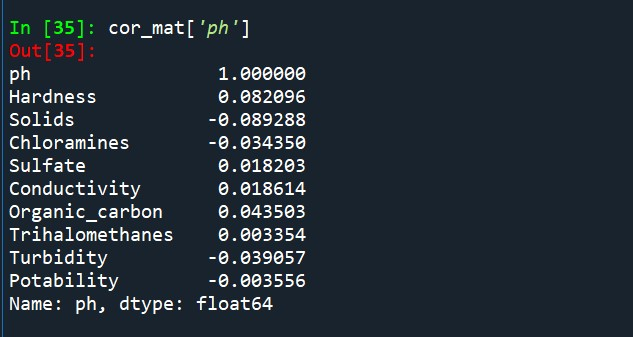 In [35]: cor_mat['ph']
Out[35]:
ph                 1.000000
Hardness           0.082096
Solids            -0.089288
Chloramines       -0.034350
Sulfate            0.018203
Conductivity       0.018614
Organic_carbon     0.043503
Trihalomethanes    0.003354
Turbidity         -0.039057
Potability        -0.003556
Name: ph, dtype: float64